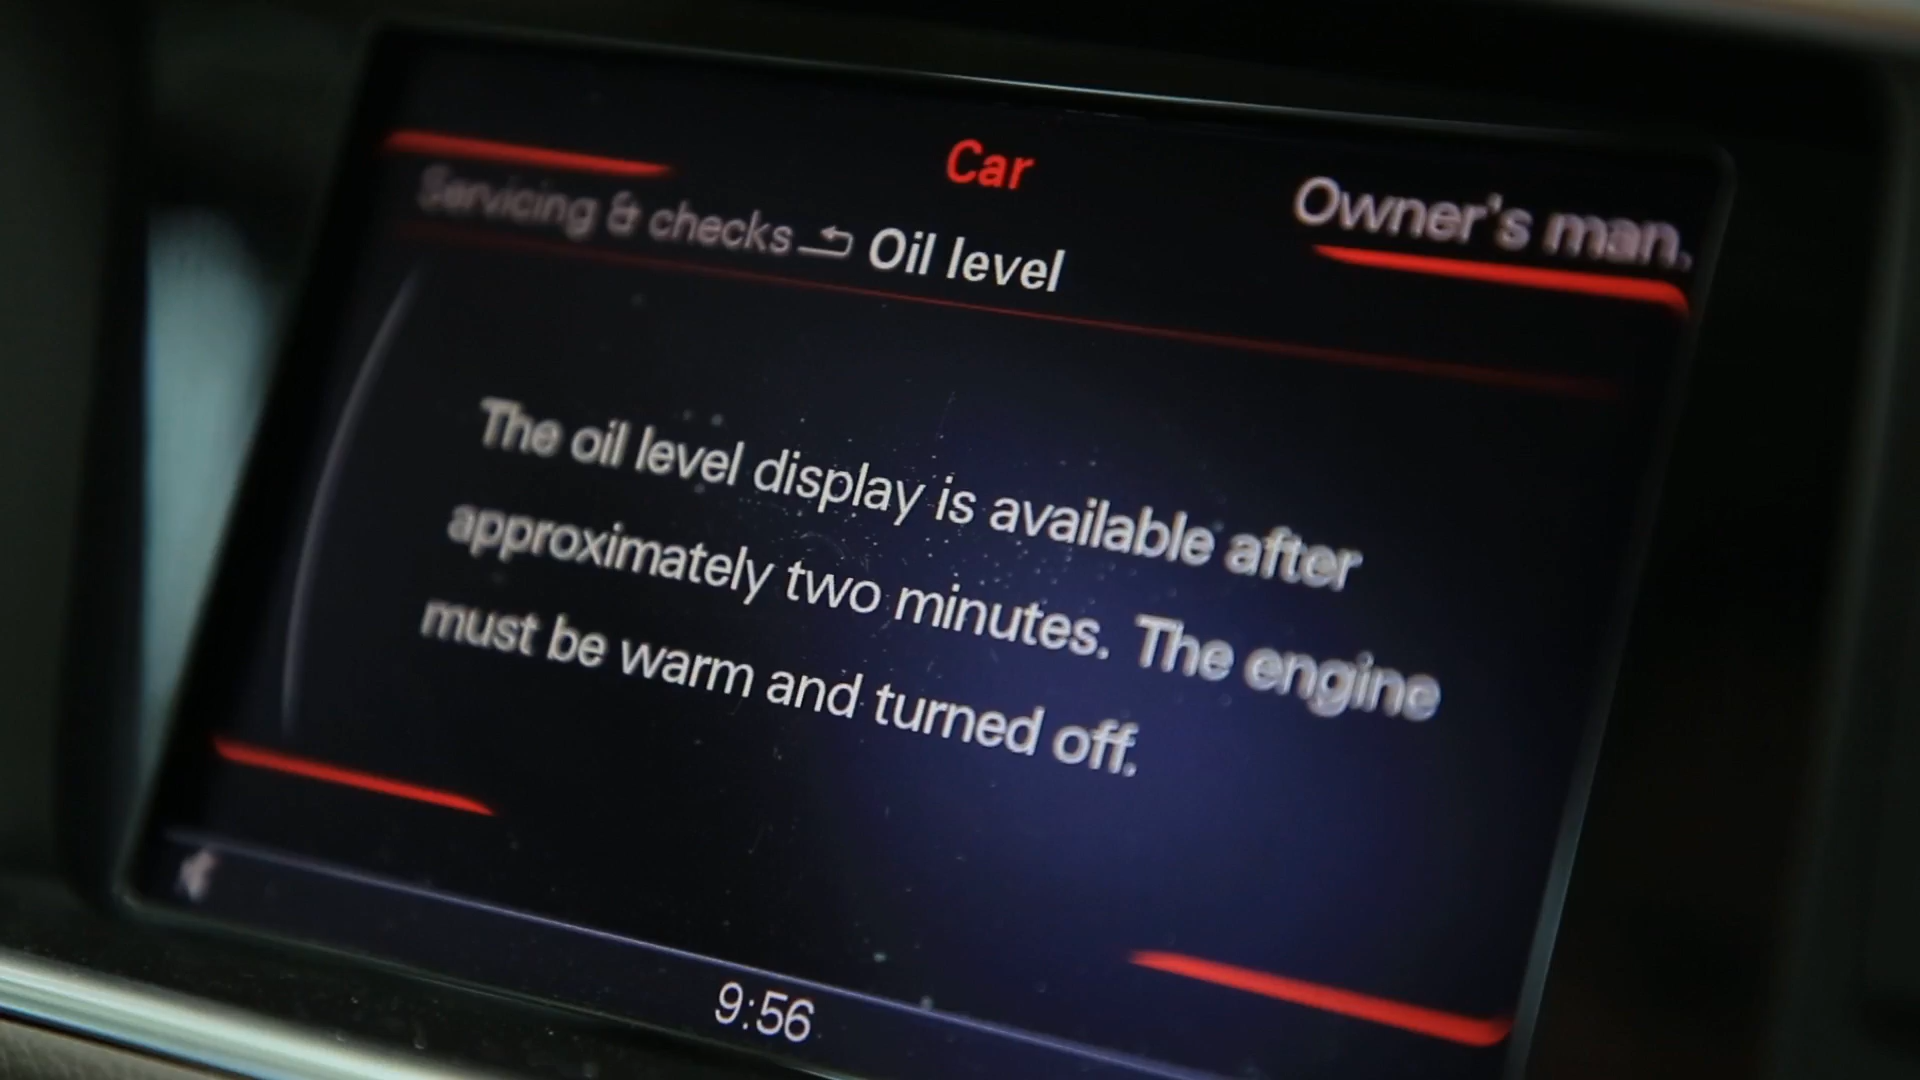 Car
Servicing & checks Oil level
Owner's man.
The oil level display is available after
approximately two minutes. The engine
must be warm and turned off.
9:56